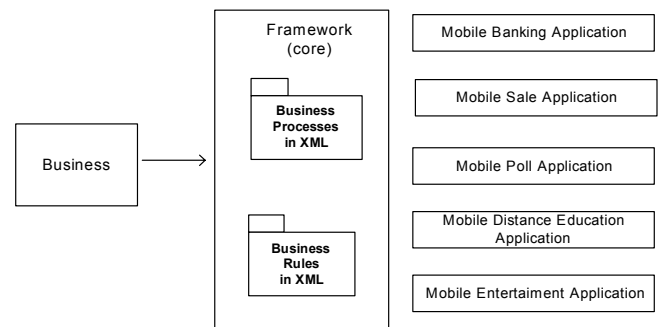 Business
Framework
(core)
Business
Processes
in XML
Business
Rules
in XML
Mobile Banking Application
Mobile Sale Application
Mobile Poll Application
Mobile Distance Education
Application
Mobile Entertaiment Application